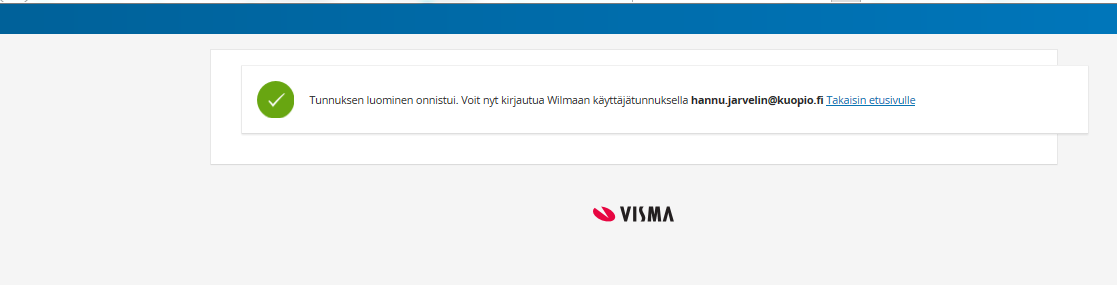 Tunnuksen luominen onnistui. Voit nyt kirjautua Wilmaan käyttäjätunnuksella hannu.jarvelin@kuopio.fi Takaisin etusivulle
VISMA